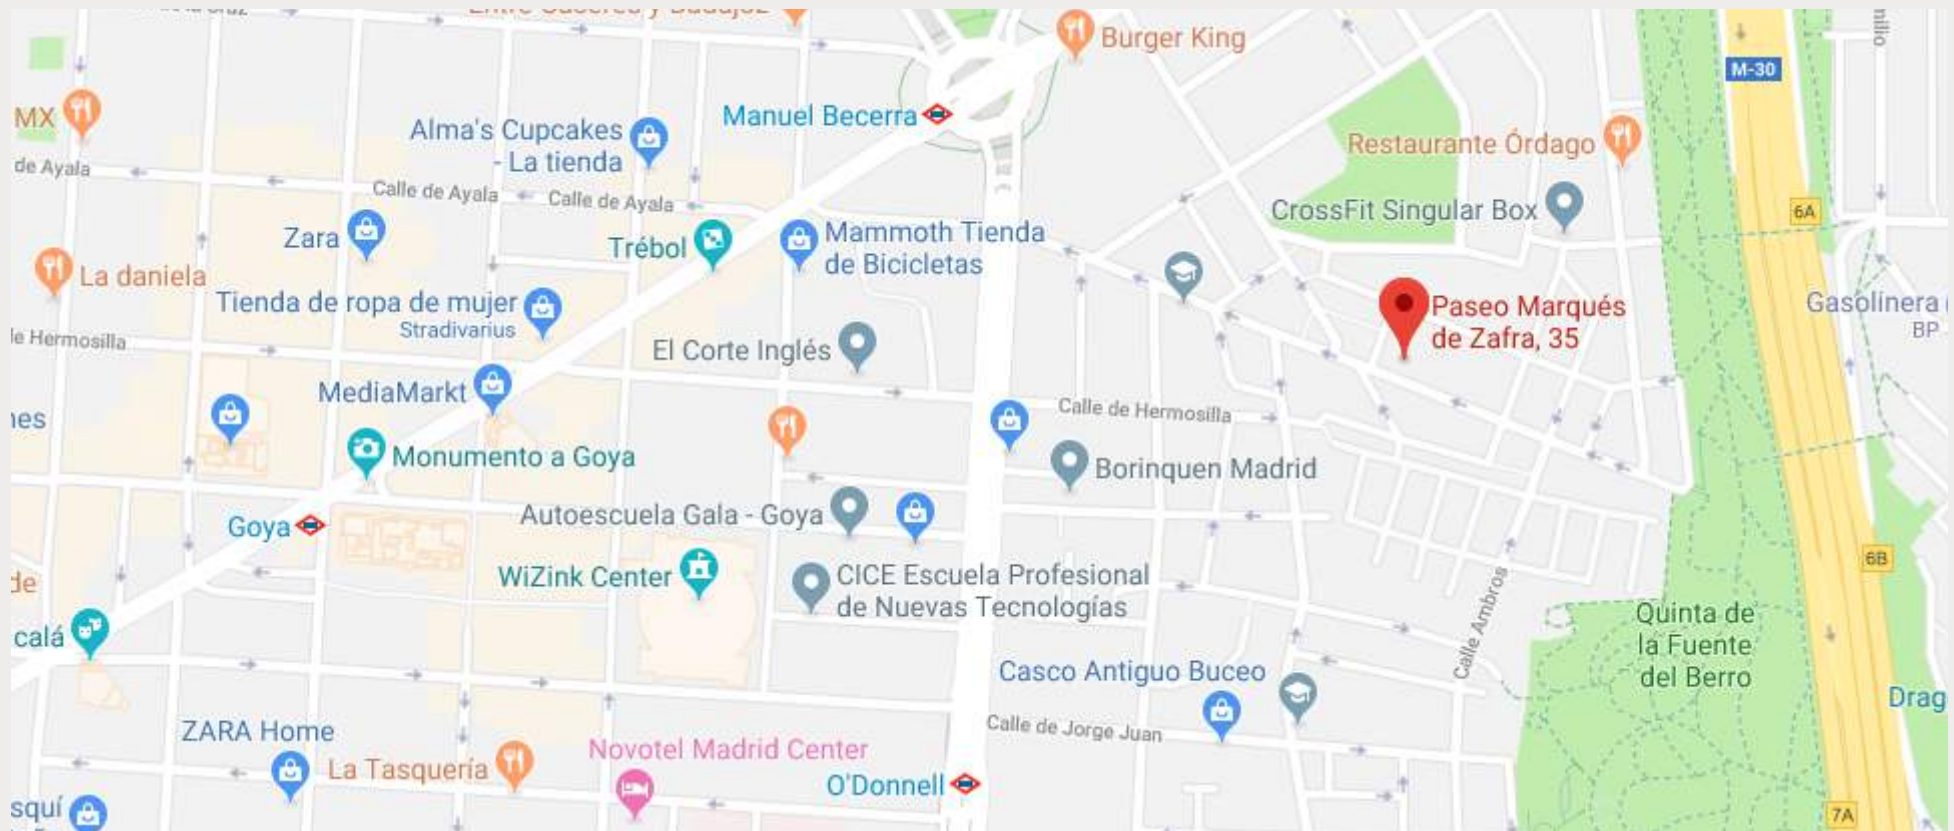 Burger King
M-30
MX
Manuel Becerra
Alma's Cupcakes
- La tienda
Restaurante Órdago
de Ayala
Calle de Ayala
Calle de Ayala
CrossFit Singular Box
6A
Zara
Trébol
Mammoth Tienda
de Bicicletas
La daniela
Tienda de ropa de mujer
Stradivarius
Paseo Marqués
de Zafra, 35
Gasolinera
BP
le Hermosilla
El Corte Inglés
MediaMarkt
nes
Calle de Hermosilla
Monumento a Goya
Borinquen Madrid
Goya
Autoescuela Gala - Goya
6B
de
WiZink Center
CICE Escuela Profesional
de Nuevas Tecnologías
Calle Ambros
Quinta de
la Fuente
del Berro
calá
Casco Antiguo Buceo
Drag
ZARA Home
Calle de Jorge Juan
La Tasquería
Novotel Madrid Center
O'Donnell
squí
7A